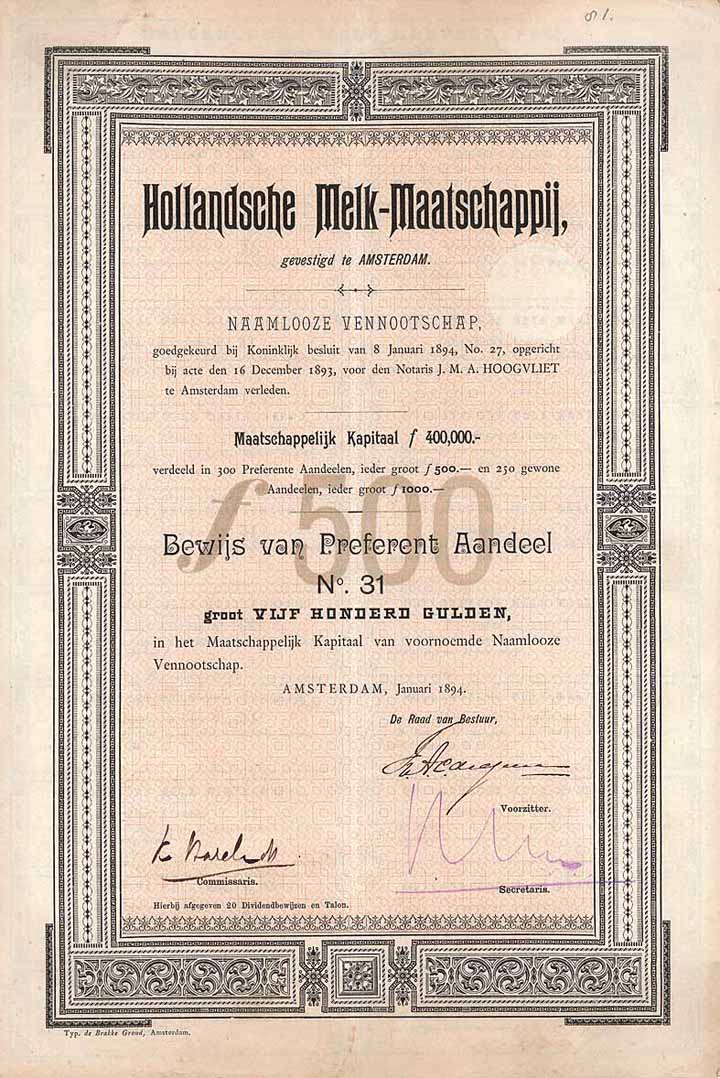 Hollandsche Melk-Maatschappij,
gevestigd te AMSTERDAM.
NAAMLOOZE VENNOOTSCHAP,
goedgekeurd bij Koninklijk besluit van 8 Januari 1894, No. 27, opgericht
bij acte den 16 December 1893, voor den Notaris J. M. A. HOOGVLIET
te Amsterdam verleden.
Maatschappelijk Kapitaal f 400,000.-
verdeeld in 300 Preferente Aandeelen, ieder groot f 500.— en 250 gewone
Aandeelen, ieder groot f 1000.—
f 500
Bewijs van Preferent Aandeel
No. 31
groot VIJF HONDERD GULDEN,
in het Maatschappelijk Kapitaal van voornoemde Naamlooze
Vennootschap.
AMSTERDAM, Januari 1894.
De Raad van Bestuur,
Voorzitter.
Commissaris.
Secretaris.
Hierbij afgegeven 20 Dividendbewijzen en Talon.
Typ. de Brakke Grond, Amsterdam.